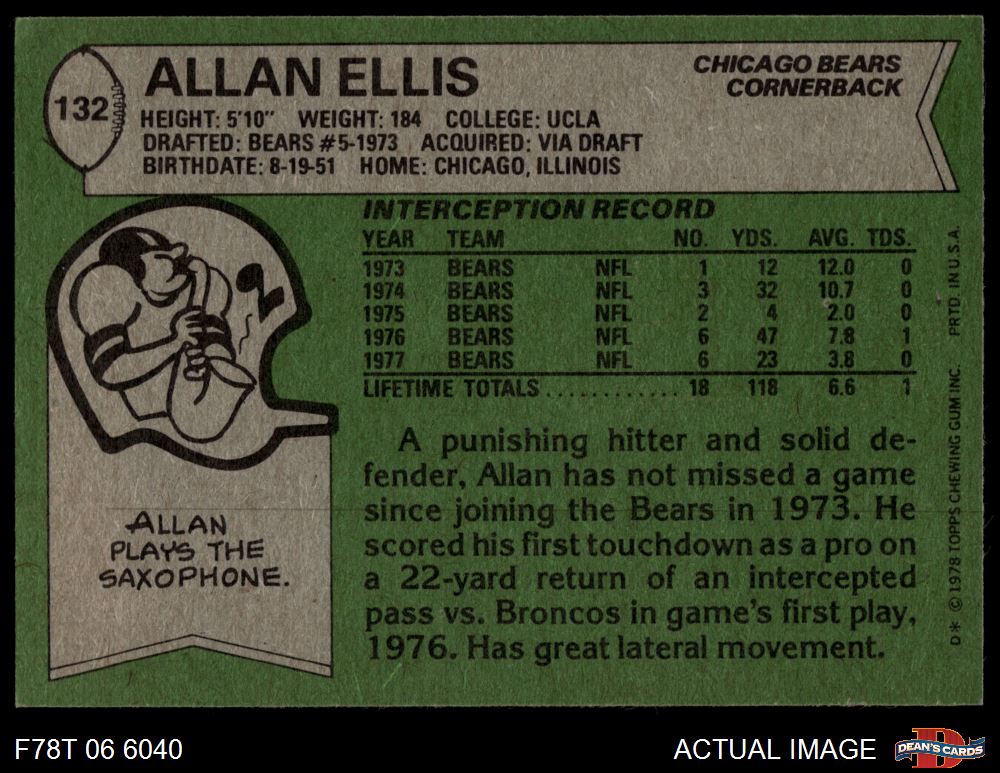 132
ALLAN ELLIS
CHICAGO BEARS
CORNERBACK
HEIGHT: 5'10" WEIGHT: 184 COLLEGE: UCLA
DRAFTED: BEARS #5-1973 ACQUIRED: VIA DRAFT
BIRTHDATE: 8-19-51 HOME: CHICAGO, ILLINOIS
INTERCEPTION RECORD
YEAR TEAM NO. YDS. AVG. TDS.
1973 BEARS NFL 1 12 12.0 0
1974 BEARS NFL 3 32 10.7 0
1975 BEARS NFL 2 4 2.0 0
1976 BEARS NFL 6 47 7.8 1
1977 BEARS NFL 6 23 3.8 0
LIFETIME TOTALS ............ 18 118 6.6 1
A punishing hitter and solid de-
fender, Allan has not missed a game
since joining the Bears in 1973. He
scored his first touchdown as a pro on
a 22-yard return of an intercepted
pass vs. Broncos in game's first play,
1976. Has great lateral movement.
ALLAN
PLAYS THE
SAXOPHONE.
D* © 1978 TOPPS CHEWING GUM INC. PRTD. IN U.S.A.
F78T 06 6040
ACTUAL IMAGE
D
DEAN'S CARDS